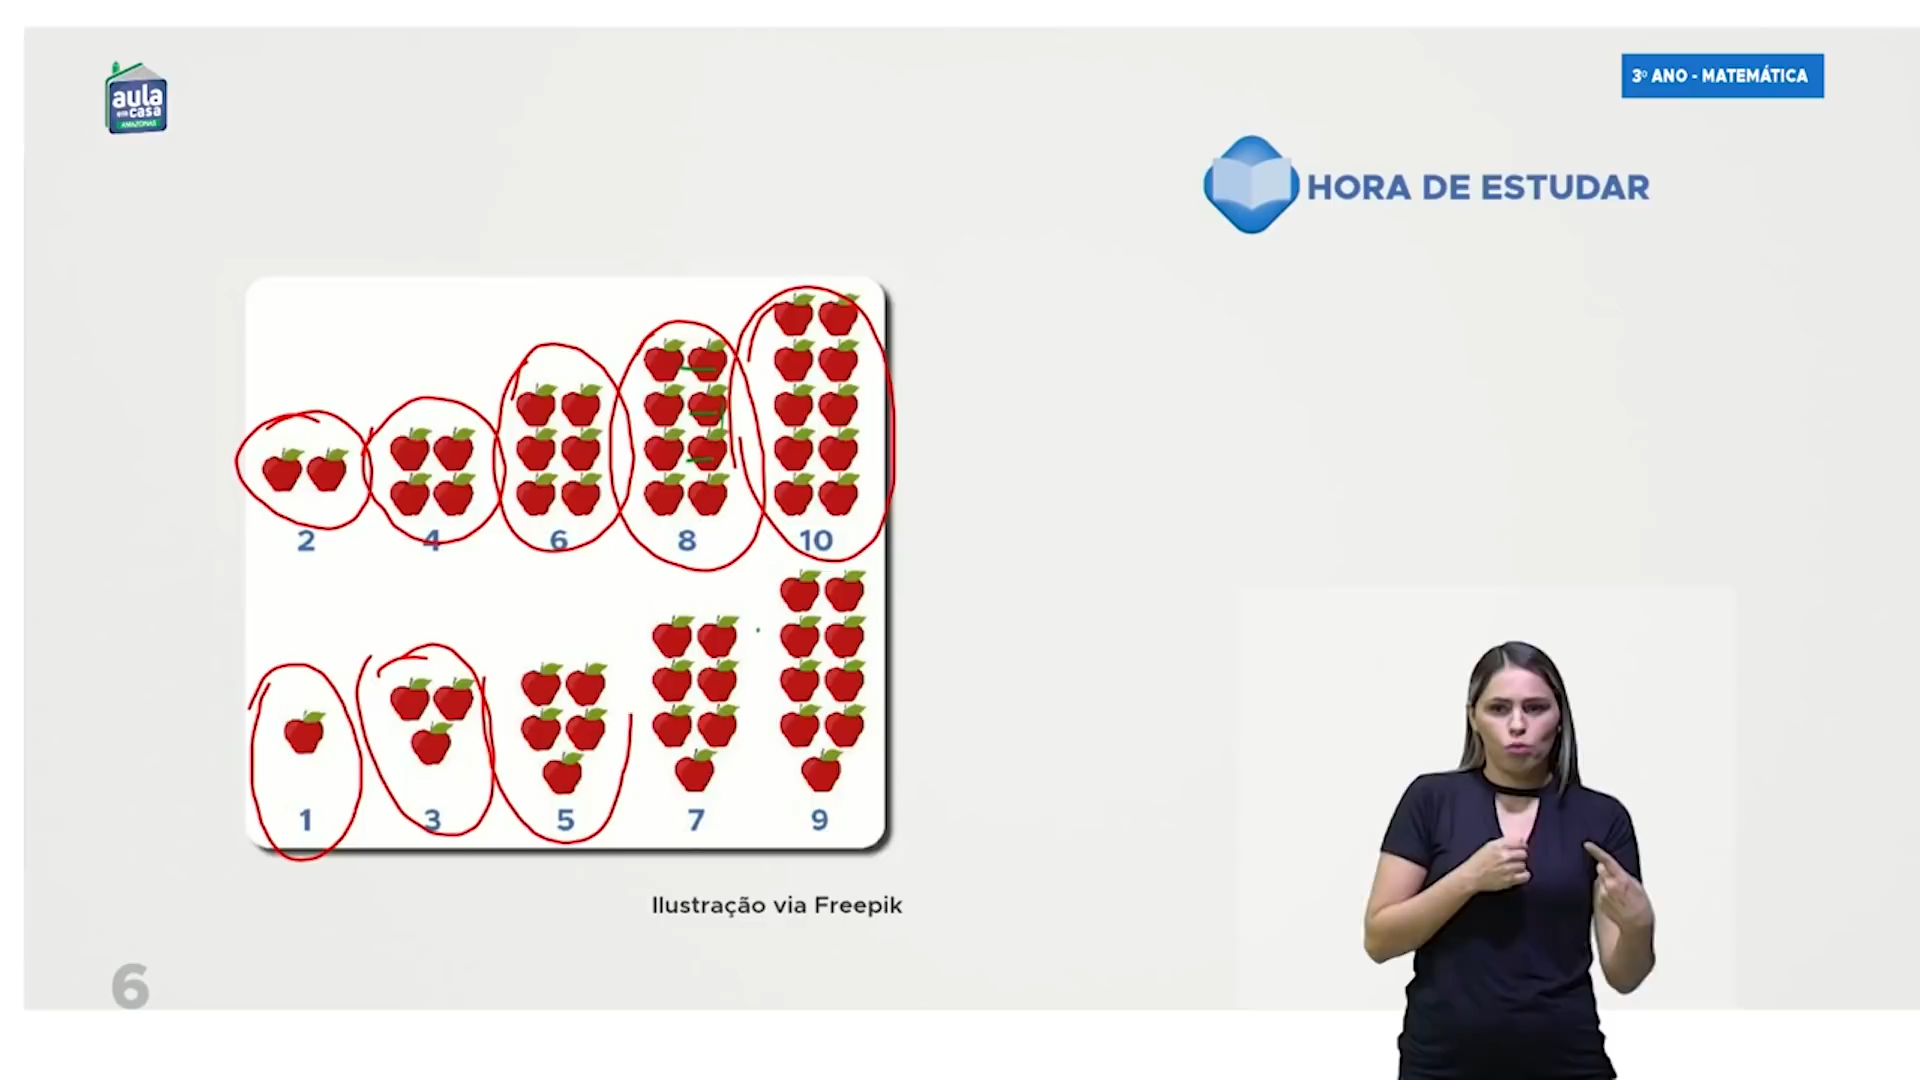 aula
em casa
AMAZONAS
3º ANO - MATEMÁTICA
HORA DE ESTUDAR
2 4 6 8 10
1 3 5 7 9
Ilustração via Freepik
6